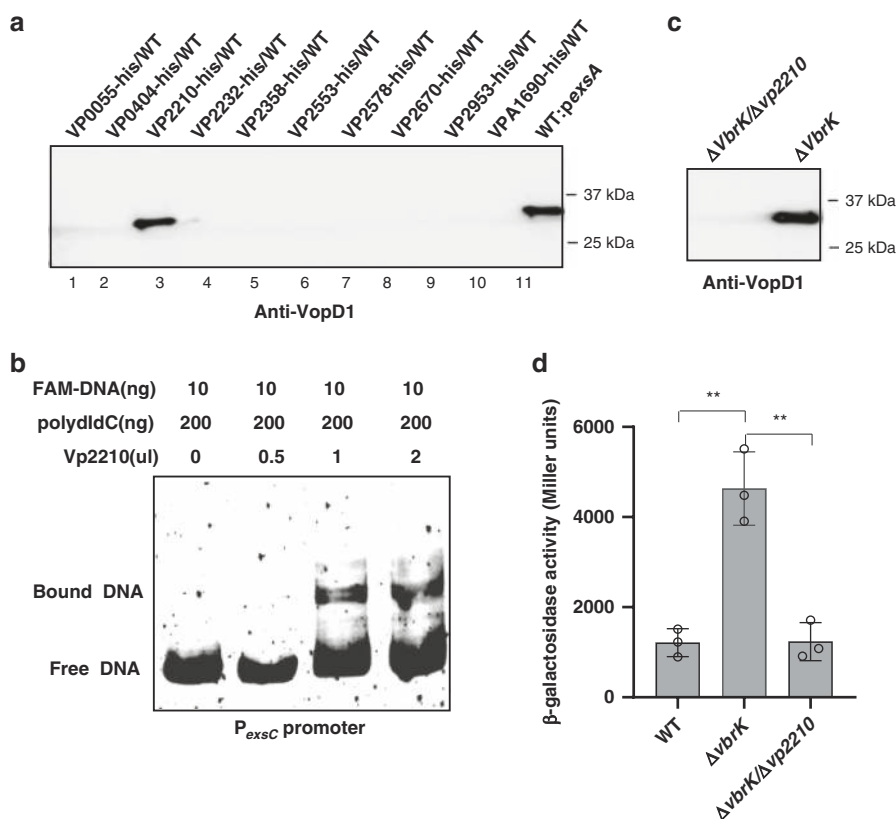 a
VP0055-his/WT
VP0404-his/WT
VP2210-his/WT
VP2232-his/WT
VP2358-his/WT
VP2553-his/WT
VP2578-his/WT
VP2670-his/WT
VP2953-his/WT
VPA1690-his/WT
WT:pexsA
37 kDa
25 kDa
1 2 3 4 5 6 7 8 9 10 11
Anti-VopD1
c
ΔVbrK/Δvp2210
ΔVbrK
37 kDa
25 kDa
Anti-VopD1
b
FAM-DNA(ng) 10 10 10 10
polydIdC(ng) 200 200 200 200
Vp2210(ul) 0 0.5 1 2
Bound DNA
Free DNA
PexsC promoter
d
β-galactosidase activity (Miller units)
6000
4000
2000
0
**
**
WT
ΔvbrK
ΔvbrK/Δvp2210